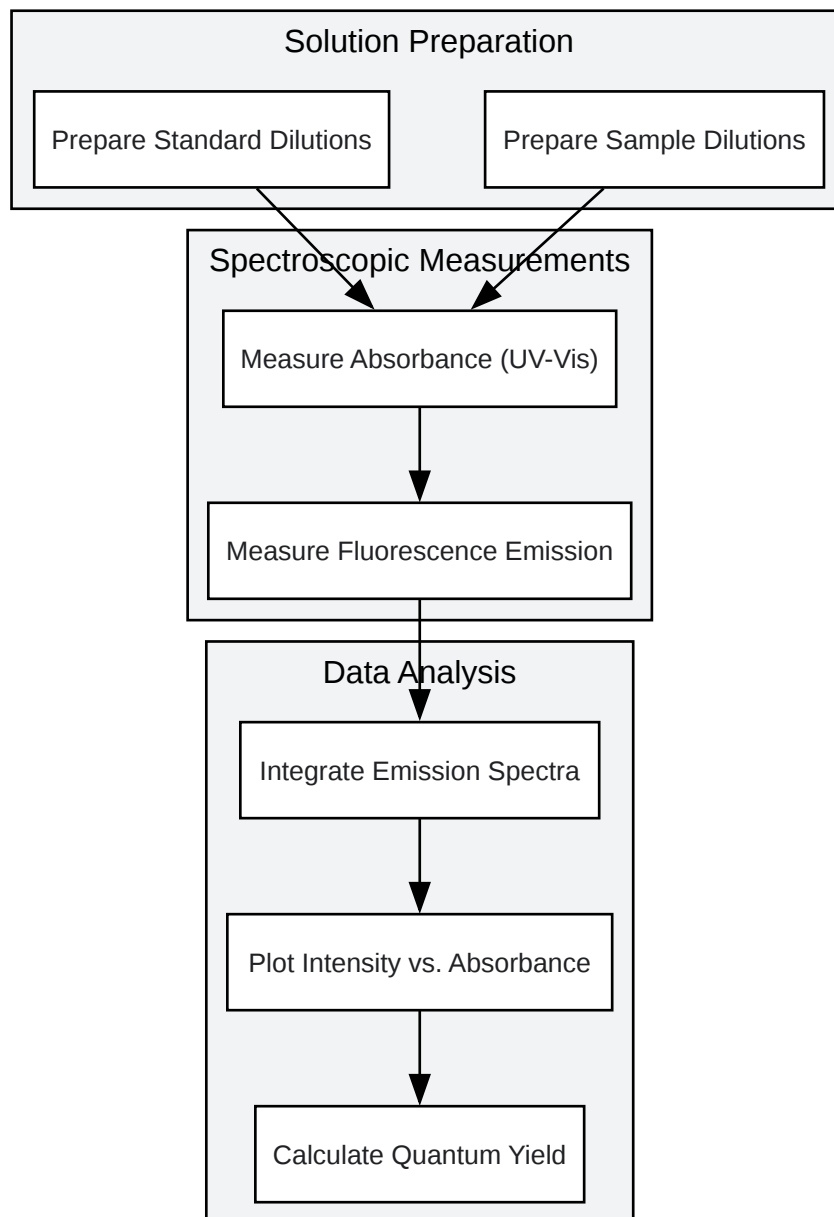 Solution Preparation
Prepare Standard Dilutions
Prepare Sample Dilutions
Spectroscopic Measurements
Measure Absorbance (UV-Vis)
Measure Fluorescence Emission
Data Analysis
Integrate Emission Spectra
Plot Intensity vs. Absorbance
Calculate Quantum Yield